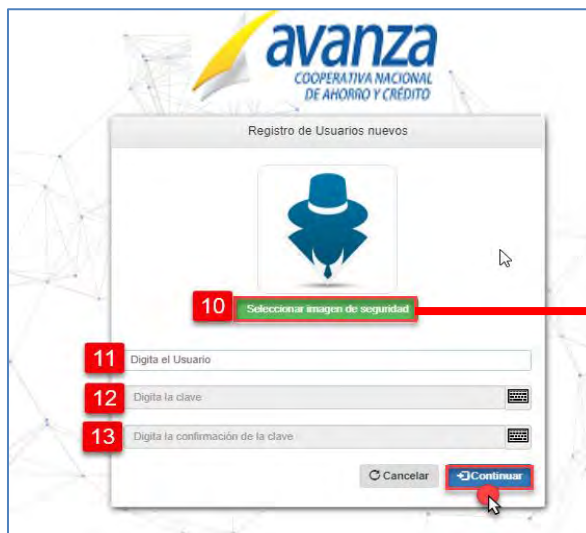 avanza
COOPERATIVA NACIONAL
DE AHORRO Y CRÉDITO
Registro de Usuarios nuevos
10 Seleccionar imagen de seguridad
11 Digita el Usuario
12 Digita la clave
13 Digita la confirmación de la clave
Cancelar Continuar